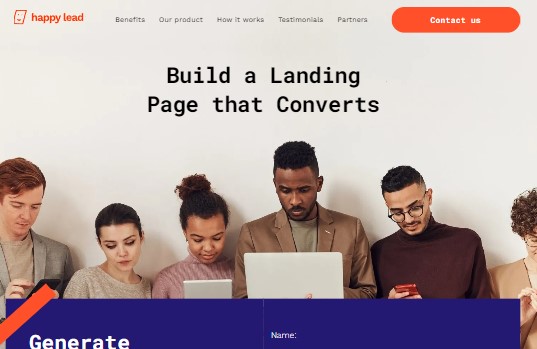 happy lead
Benefits Our product How it works Testimonials Partners Contact us
Build a Landing
Page that Converts
Generate
Name: